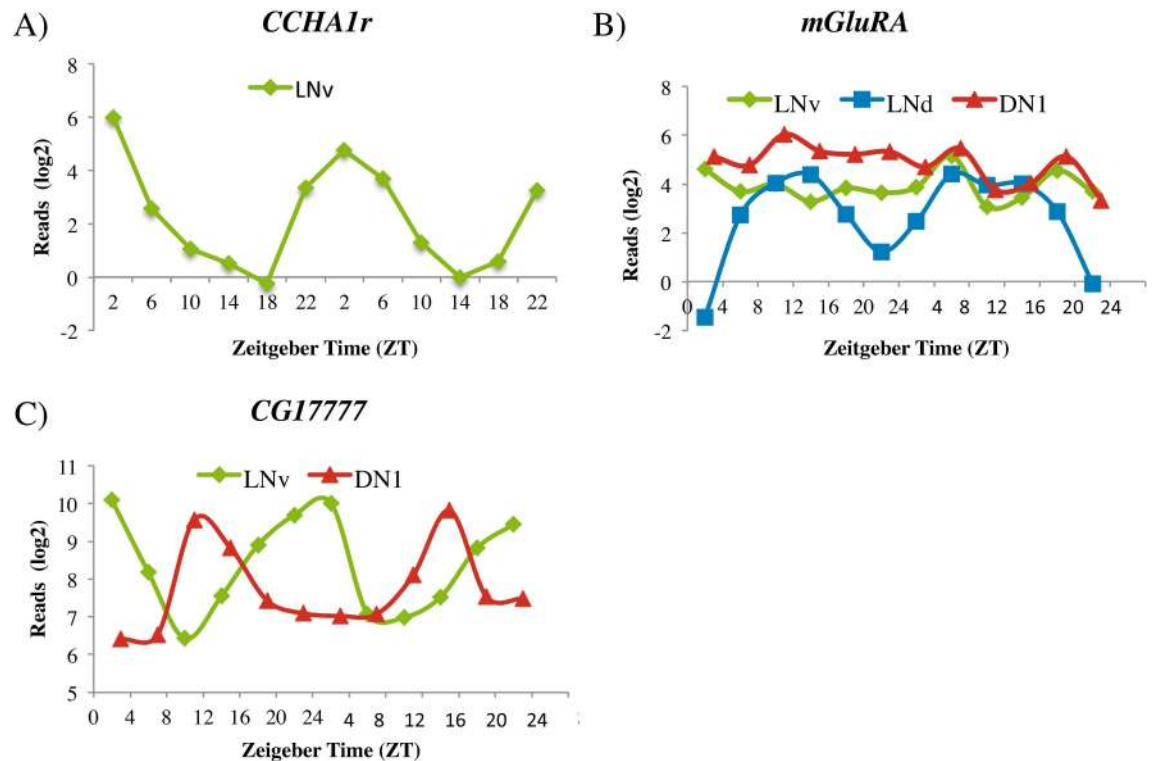 A)
CCHA1r
LNv
8
6
4
2
0
-2
Reads (log2)
2 6 10 14 18 22 2 6 10 14 18 22
Zeitgeber Time (ZT)
B)
mGluRA
LNv LNd DN1
8
6
4
2
0
-2
Reads (log2)
0 4 8 12 16 20 24 4 8 12 16 20 24
Zeitgeber Time (ZT)
C)
CG17777
LNv DN1
11
10
9
8
7
6
5
Reads (log2)
0 4 8 12 16 20 24 4 8 12 16 20 24
Zeigeber Time (ZT)